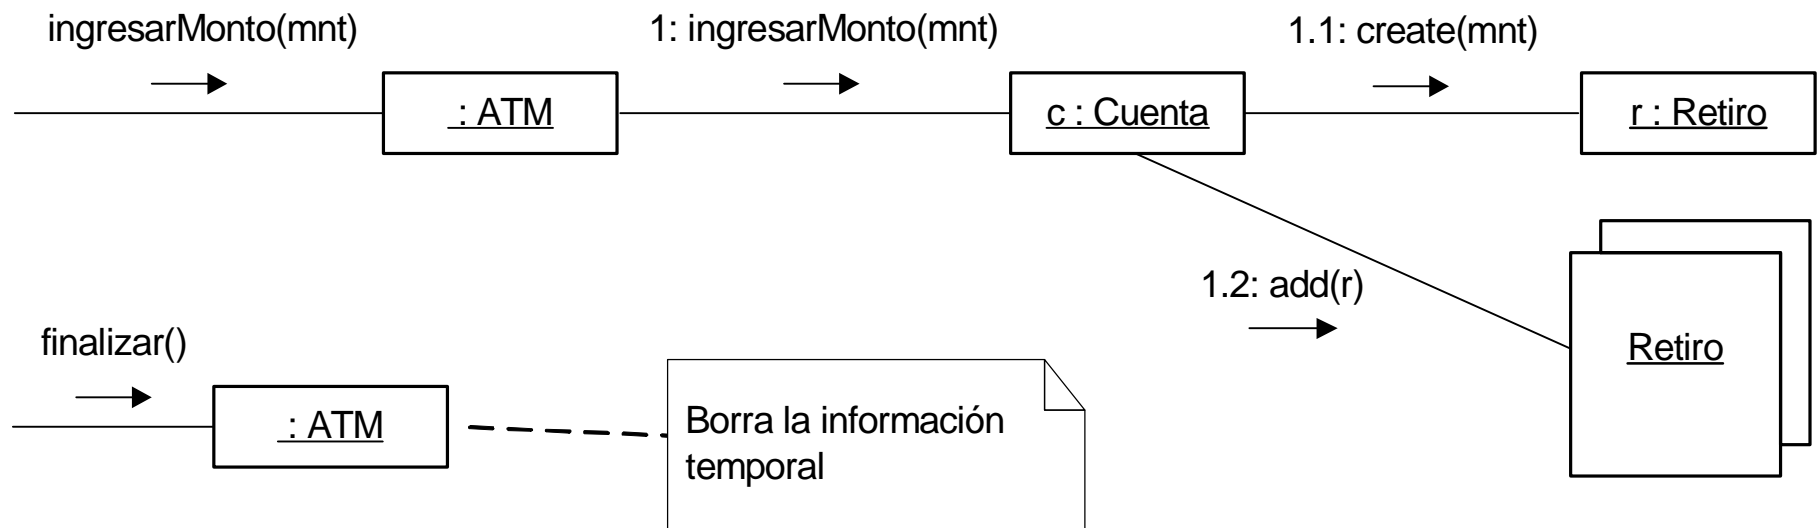 ingresarMonto(mnt)
1: ingresarMonto(mnt)
1.1: create(mnt)
: ATM
c : Cuenta
r : Retiro
1.2: add(r)
Retiro
finalizar()
: ATM
Borra la información
temporal